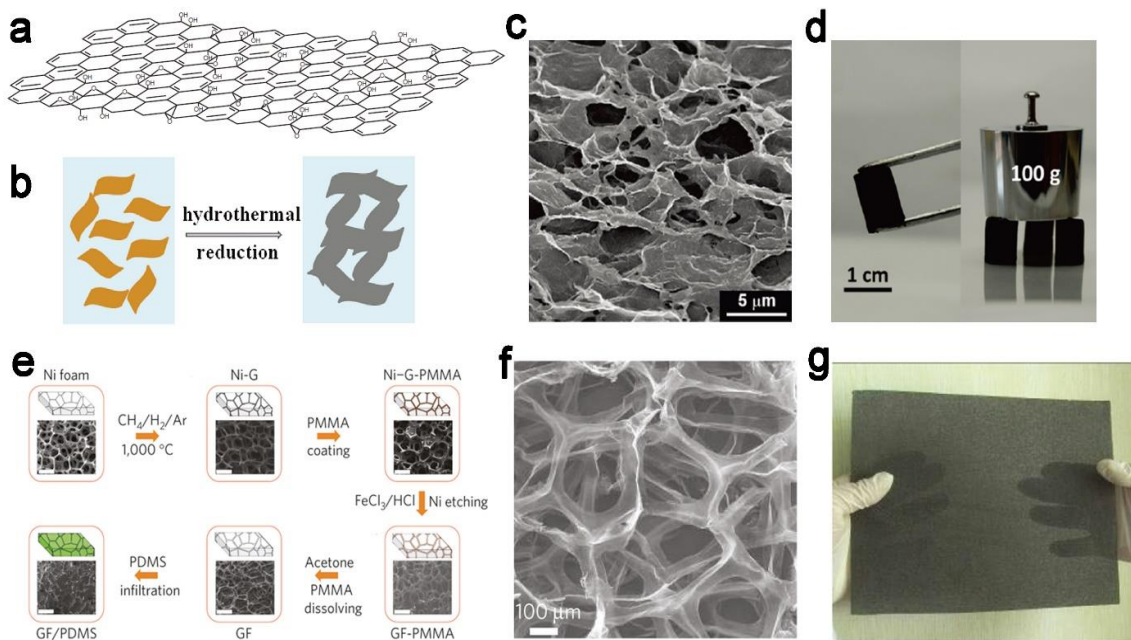 a
b
hydrothermal
reduction
c
5 μm
d
100 g
1 cm
e
Ni foam
Ni-G
Ni-G-PMMA
CH₄/H₂/Ar
1,000 °C
PMMA
coating
FeCl₃/HCl
Ni etching
PDMS
infiltration
Acetone
PMMA
dissolving
GF/PDMS
GF
GF-PMMA
f
100 μm
g